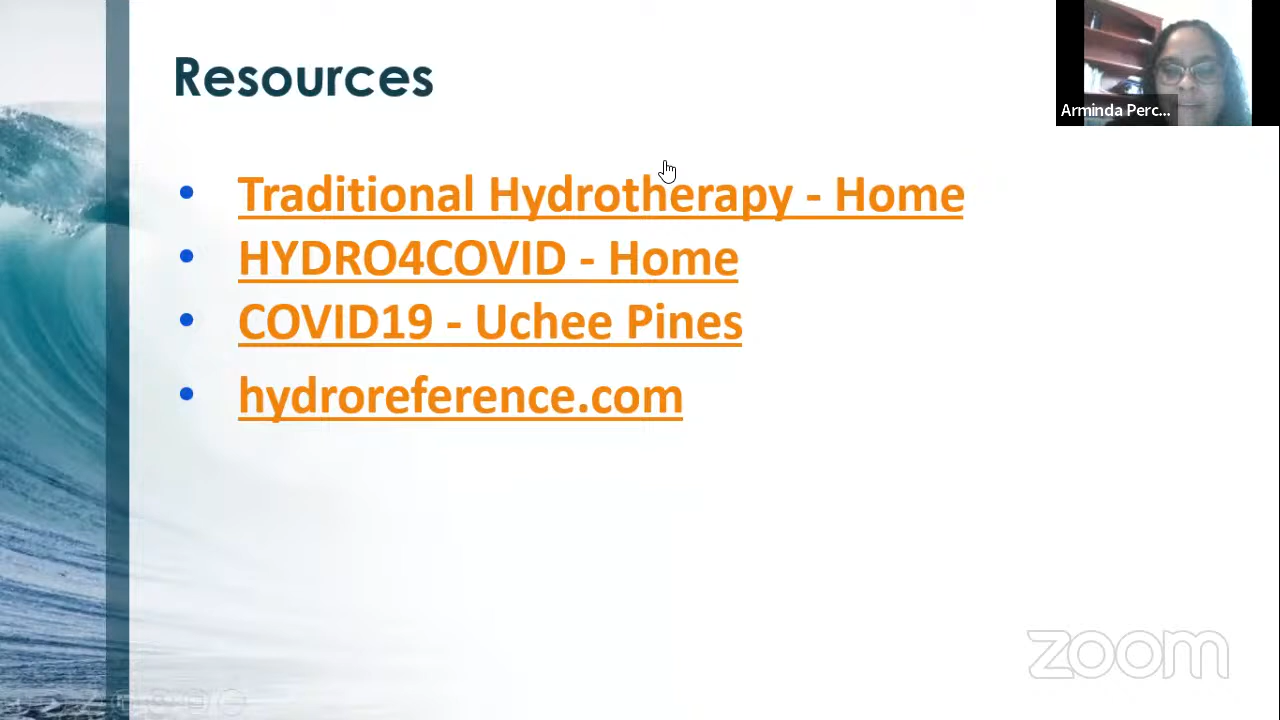 Resources
Arminda Perc...
• Traditional Hydrotherapy - Home
• HYDRO4COVID - Home
• COVID19 - Uchee Pines
• hydroreference.com
zoom